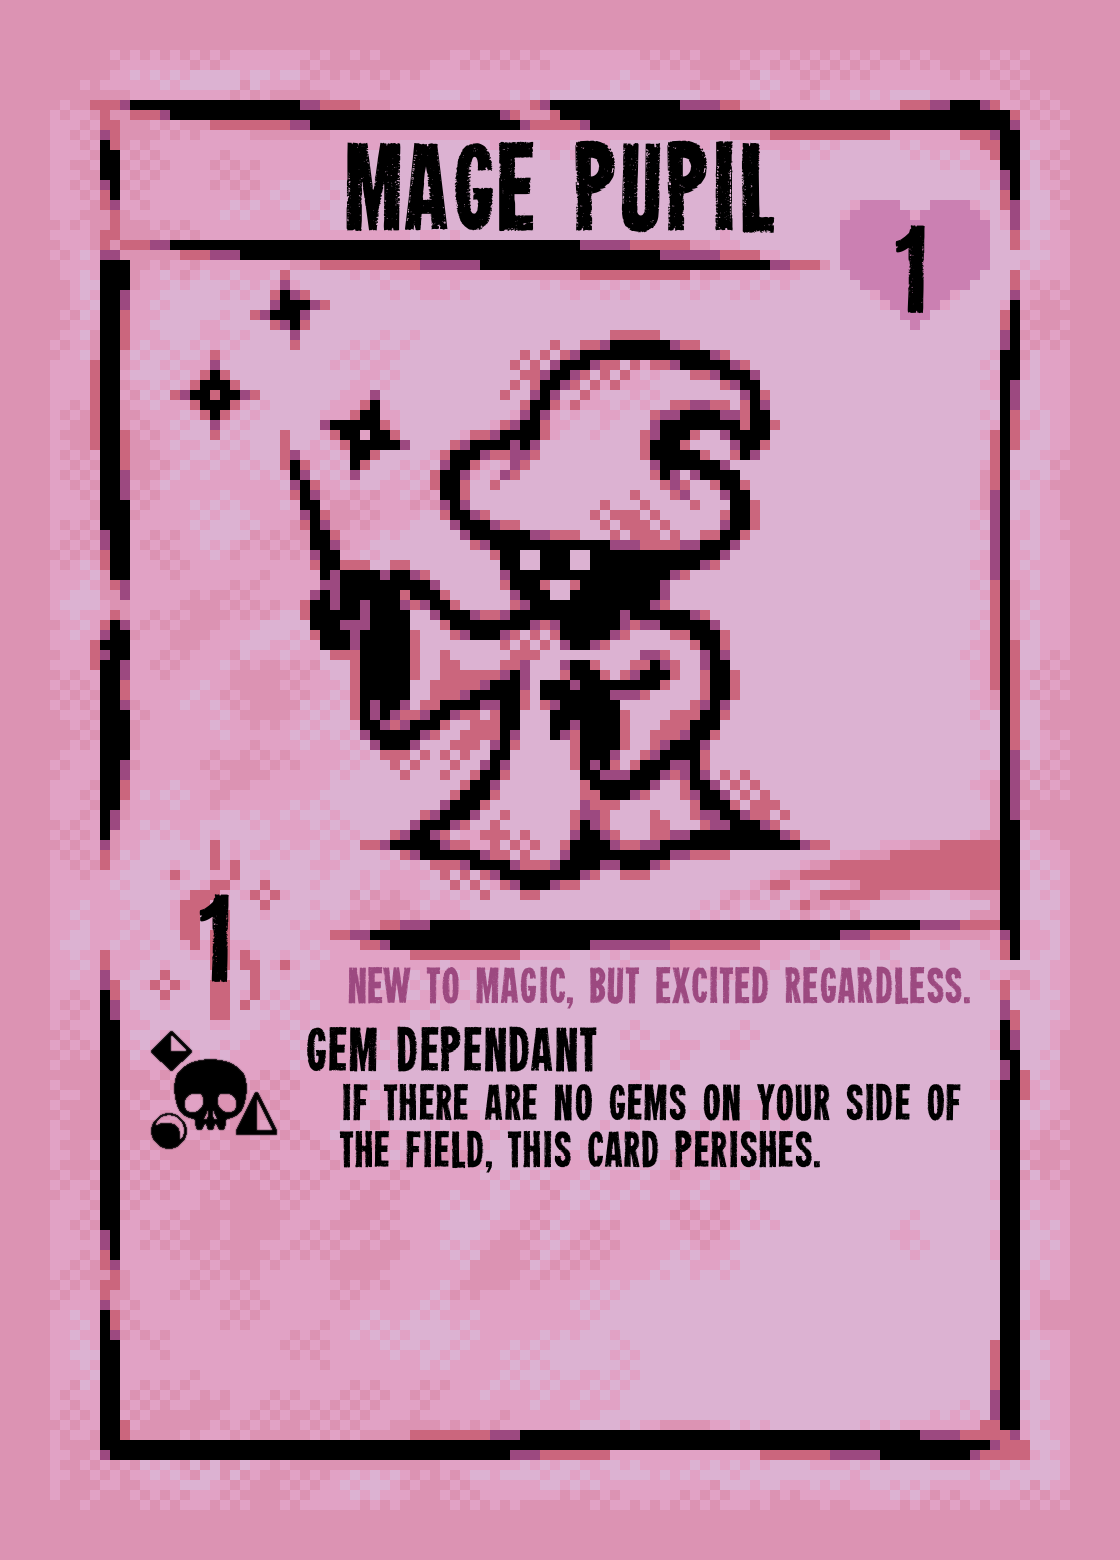 MAGE PUPIL
1
1
NEW TO MAGIC, BUT EXCITED REGARDLESS.
GEM DEPENDANT
IF THERE ARE NO GEMS ON YOUR SIDE OF
THE FIELD, THIS CARD PERISHES.